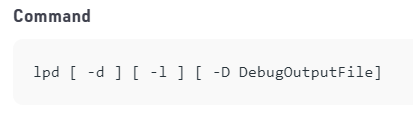 Command
lpd [ -d ] [ -l ] [ -D DebugOutputFile]